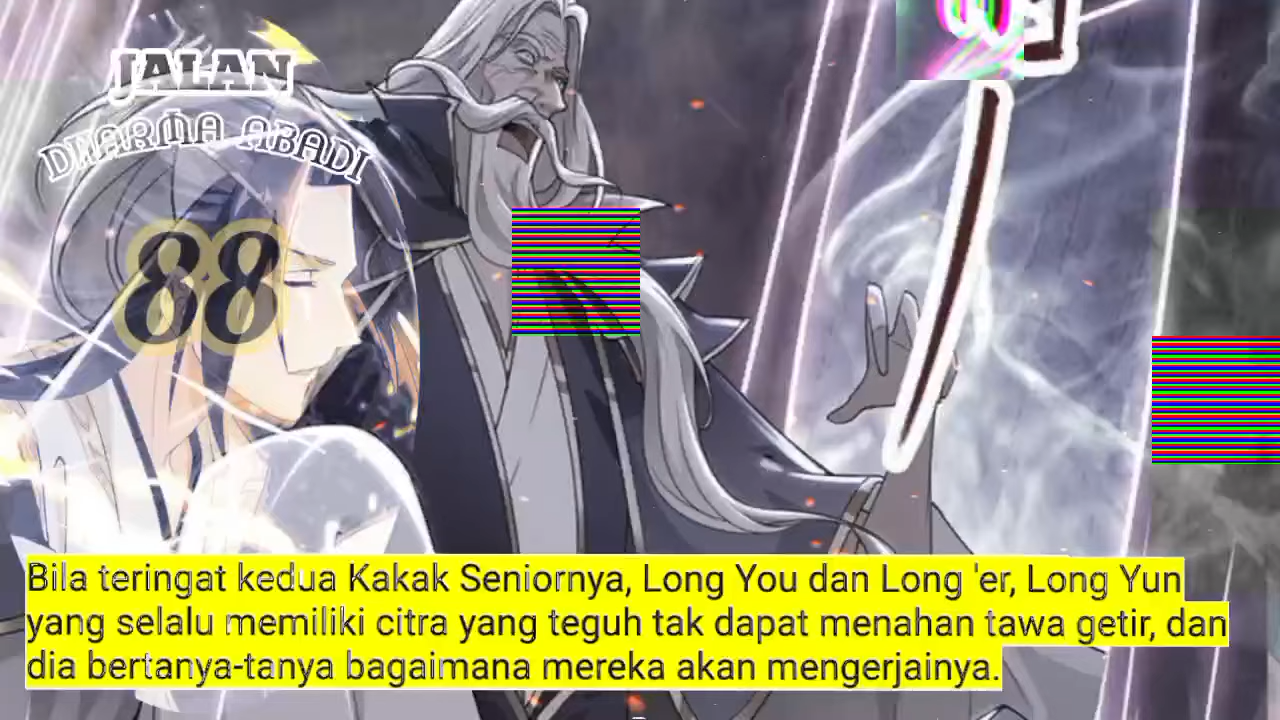 JALAN
DHARMA ABADI
88
Bila teringat kedua Kakak Seniornya, Long You dan Long 'er, Long Yun
yang selalu memiliki citra yang teguh tak dapat menahan tawa getir, dan
dia bertanya-tanya bagaimana mereka akan mengerjainya.